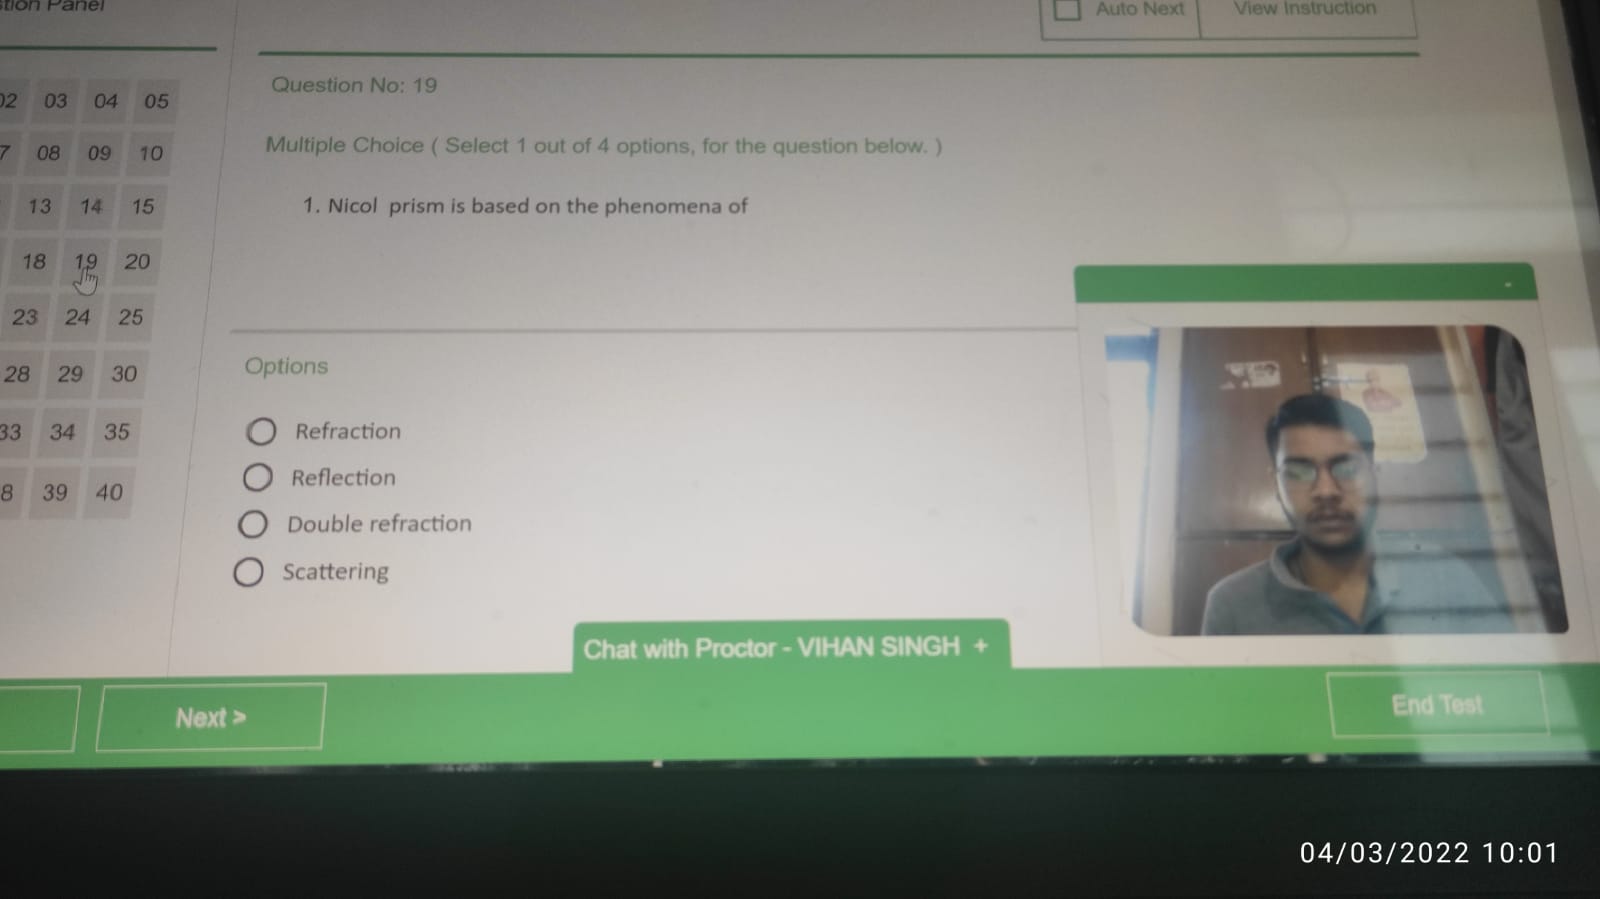 Panel
Auto Next
View Instruction
02 03 04 05
7 08 09 10
13 14 15
18 19 20
23 24 25
28 29 30
33 34 35
8 39 40
Question No: 19
Multiple Choice ( Select 1 out of 4 options, for the question below. )
1. Nicol prism is based on the phenomena of
Options
Refraction
Reflection
Double refraction
Scattering
Chat with Proctor - VIHAN SINGH +
Next >
End Test
04/03/2022 10:01